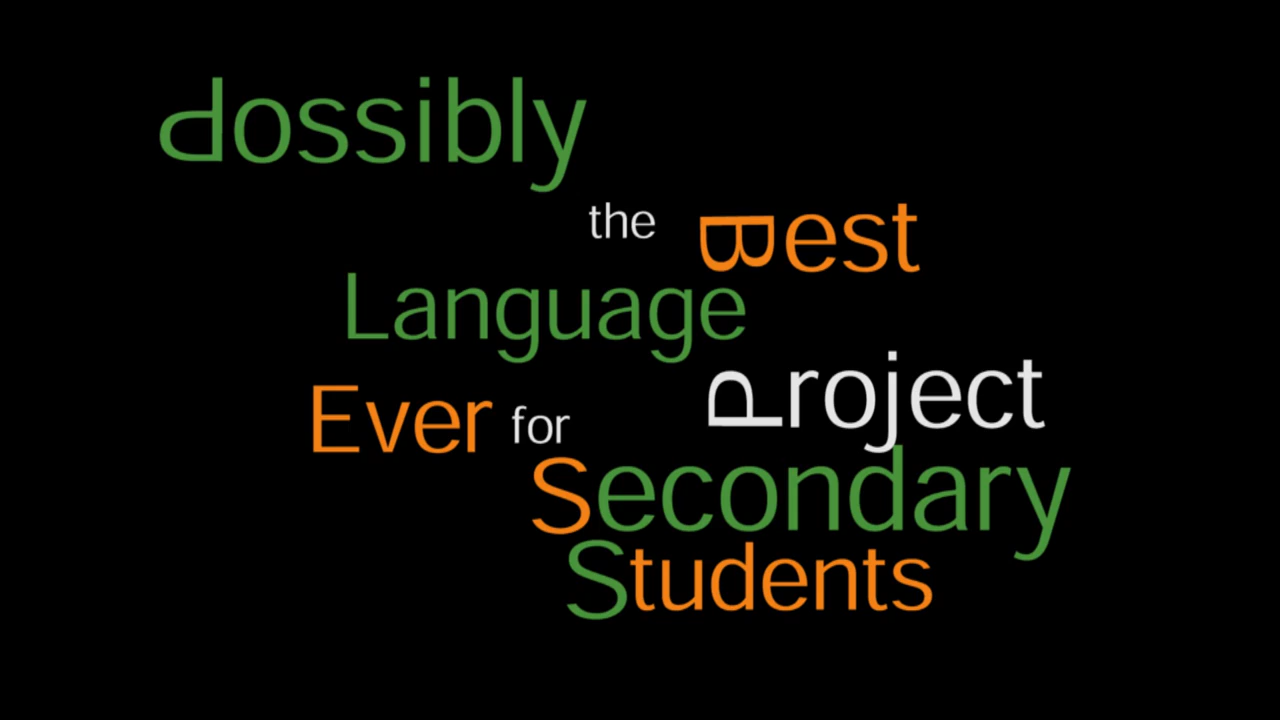 Possibly
the Best
Language
Project
Ever for
Secondary
Students